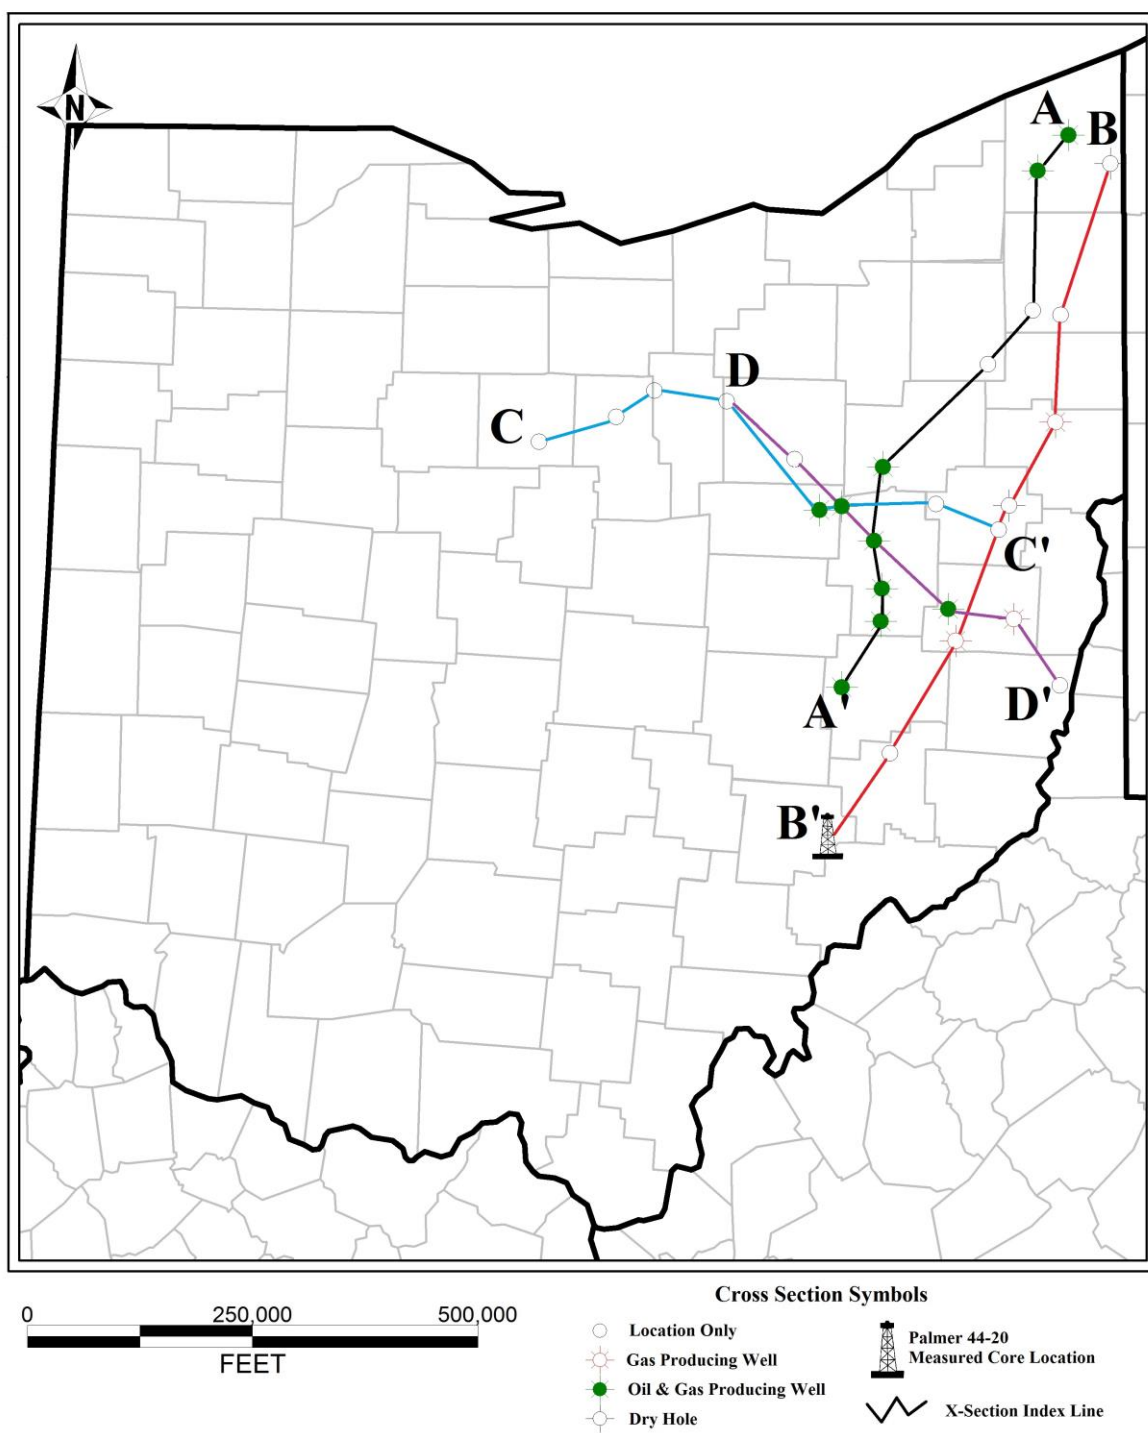 N
A
B
D
C
C'
A'
D'
B'
Cross Section Symbols
0 250,000 500,000
FEET
Location Only
Gas Producing Well
Oil & Gas Producing Well
Dry Hole
Palmer 44-20
Measured Core Location
X-Section Index Line